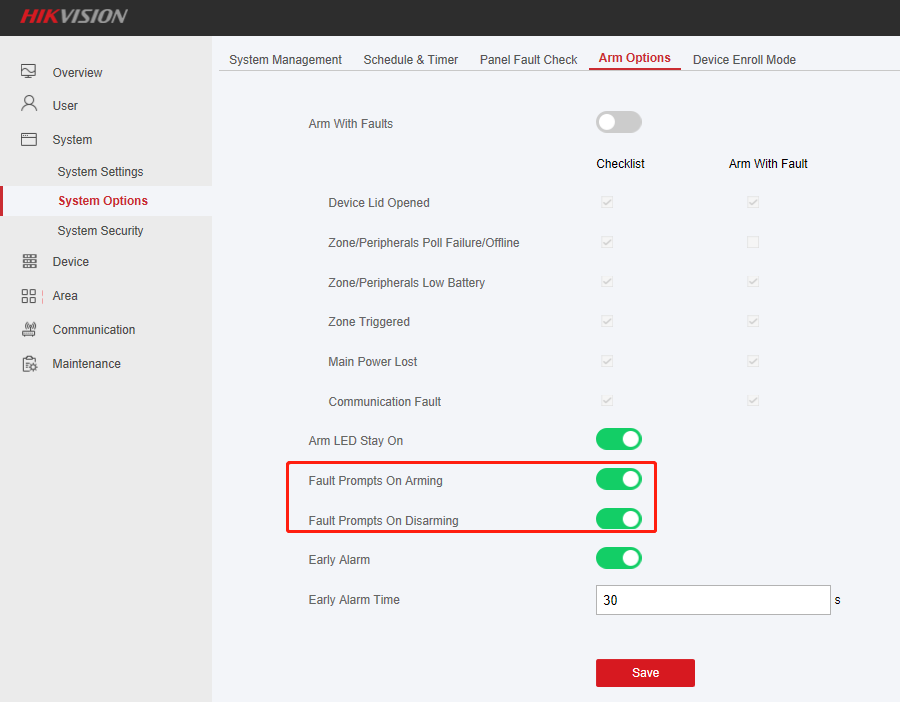 HIKVISION
Overview
User
System
System Settings
System Options
System Security
Device
Area
Communication
Maintenance
System Management Schedule & Timer Panel Fault Check Arm Options Device Enroll Mode
Arm With Faults
Checklist Arm With Fault
Device Lid Opened
Zone/Peripherals Poll Failure/Offline
Zone/Peripherals Low Battery
Zone Triggered
Main Power Lost
Communication Fault
Arm LED Stay On
Fault Prompts On Arming
Fault Prompts On Disarming
Early Alarm
Early Alarm Time 30 s
Save